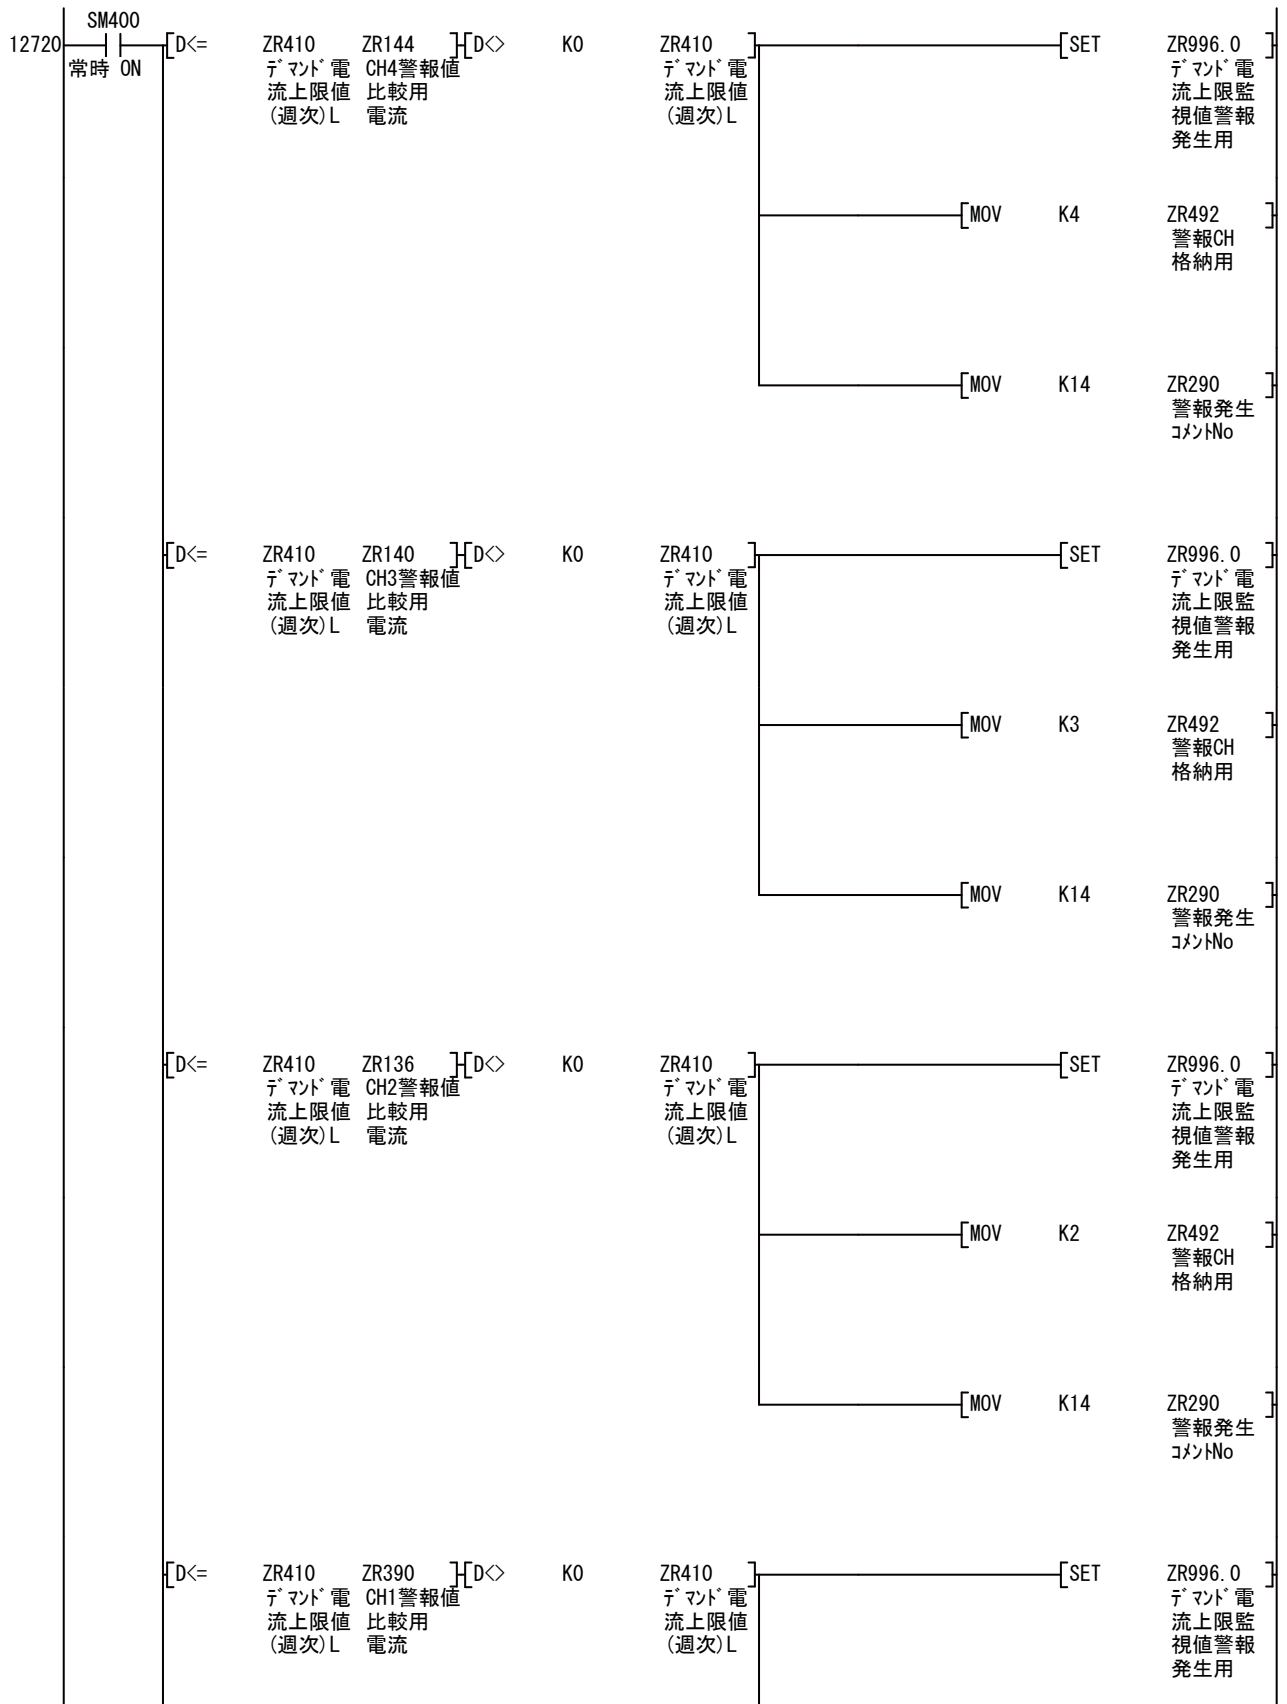 SM400
12720 [D<= ZR410 ZR144 ] [D<> K0 ZR410 ] [SET ZR996.0 ]
常時 ON ﾃﾞﾏﾝﾄﾞ電 CH4警報値 ﾃﾞﾏﾝﾄﾞ電 ﾃﾞﾏﾝﾄﾞ電
流上限値 比較用 流上限値 流上限監
(週次)L 電流 (週次)L 視値警報
発生用
[MOV K4 ZR492 ]
警報CH
格納用
[MOV K14 ZR290 ]
警報発生
ｺﾒﾝﾄNo
[D<= ZR410 ZR140 ] [D<> K0 ZR410 ] [SET ZR996.0 ]
ﾃﾞﾏﾝﾄﾞ電 CH3警報値 ﾃﾞﾏﾝﾄﾞ電 ﾃﾞﾏﾝﾄﾞ電
流上限値 比較用 流上限値 流上限監
(週次)L 電流 (週次)L 視値警報
発生用
[MOV K3 ZR492 ]
警報CH
格納用
[MOV K14 ZR290 ]
警報発生
ｺﾒﾝﾄNo
[D<= ZR410 ZR136 ] [D<> K0 ZR410 ] [SET ZR996.0 ]
ﾃﾞﾏﾝﾄﾞ電 CH2警報値 ﾃﾞﾏﾝﾄﾞ電 ﾃﾞﾏﾝﾄﾞ電
流上限値 比較用 流上限値 流上限監
(週次)L 電流 (週次)L 視値警報
発生用
[MOV K2 ZR492 ]
警報CH
格納用
[MOV K14 ZR290 ]
警報発生
ｺﾒﾝﾄNo
[D<= ZR410 ZR390 ] [D<> K0 ZR410 ] [SET ZR996.0 ]
ﾃﾞﾏﾝﾄﾞ電 CH1警報値 ﾃﾞﾏﾝﾄﾞ電 ﾃﾞﾏﾝﾄﾞ電
流上限値 比較用 流上限値 流上限監
(週次)L 電流 (週次)L 視値警報
発生用